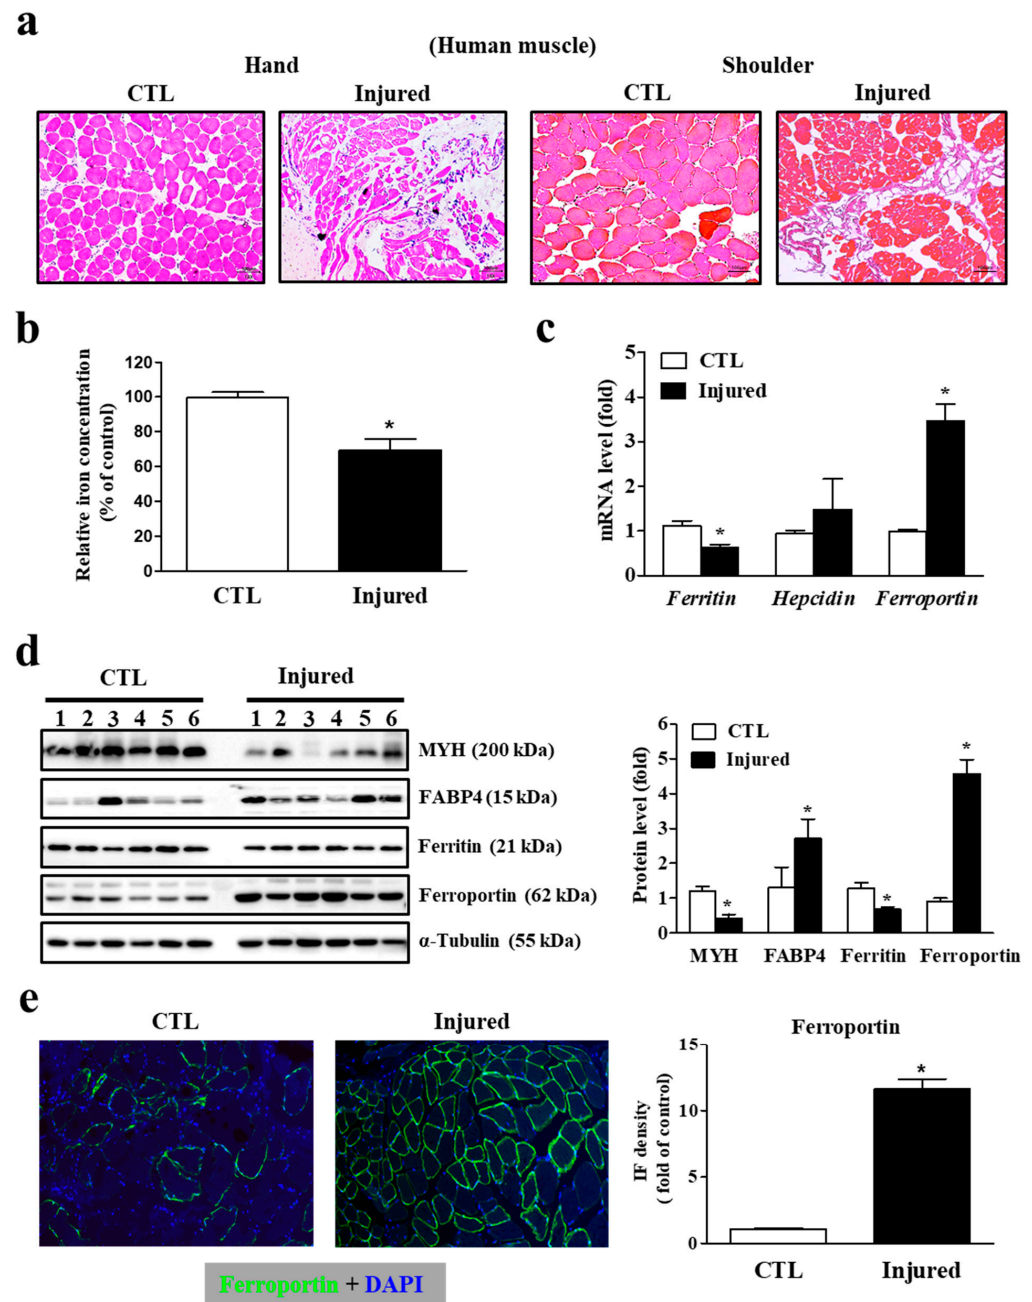 a
(Human muscle)
Hand
Shoulder
CTL
Injured
CTL
Injured
b
Relative iron concentration
(% of control)
120
100
80
60
40
20
0
*
CTL
Injured
c
mRNA level (fold)
5
4
3
2
1
0
CTL
Injured
*
*
Ferritin
Hepcidin
Ferroportin
d
CTL
Injured
1 2 3 4 5 6
1 2 3 4 5 6
MYH (200 kDa)
FABP4 (15 kDa)
Ferritin (21 kDa)
Ferroportin (62 kDa)
α-Tubulin (55 kDa)
Protein level (fold)
6
5
4
3
2
1
0
CTL
Injured
*
*
*
*
MYH
FABP4
Ferritin
Ferroportin
e
CTL
Injured
Ferroportin + DAPI
Ferroportin
IF density
( fold of control)
15
10
5
0
*
CTL
Injured